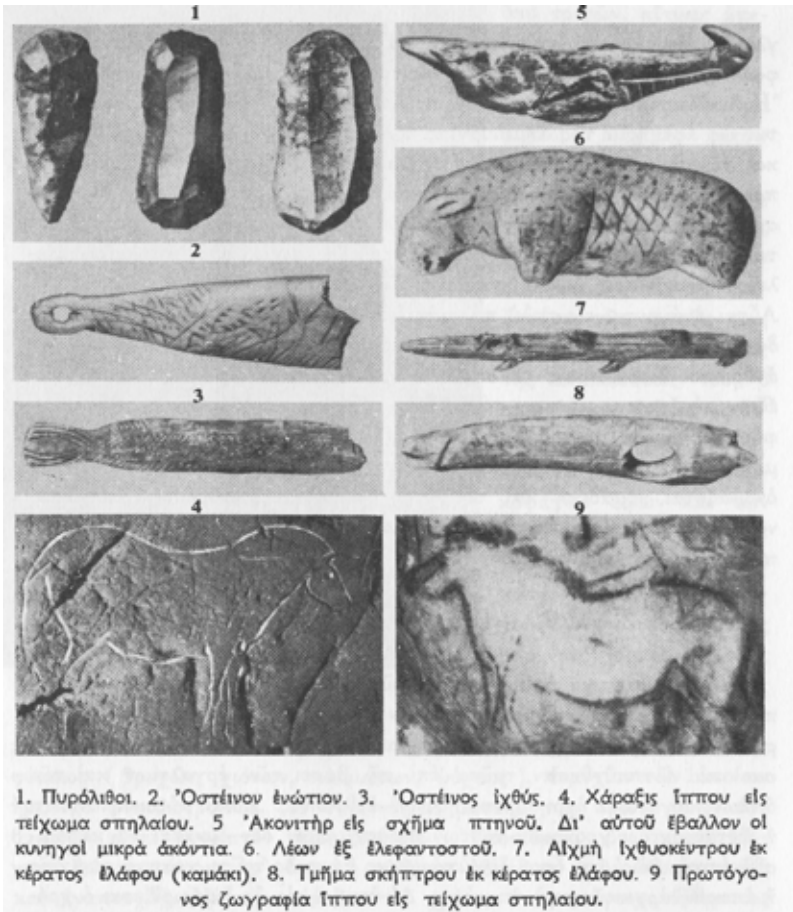 1
5
6
2
7
3
8
4
9
1. Πυρόλιθοι. 2. Ὀστέινον ἐνώτιον. 3. Ὀστέινος ἰχθύς. 4. Χάραξις ἵππου εἰς
τείχωμα σπηλαίου. 5 Ἀκοντὴρ εἰς σχῆμα πτηνοῦ. Δι' αὐτοῦ ἔβαλλον οἱ
κυνηγοὶ μικρὰ ἀκόντια. 6. Λέων ἐξ ἐλεφαντοστοῦ, 7. Αἰχμὴ ἰχθυοκέντρου ἐκ
κέρατος ἐλάφου (καμάκι). 8. Τμῆμα σκήπτρου ἐκ κέρατος ἐλάφου. 9 Πρωτόγο-
νος ζωγραφία ἵππου εἰς τείχωμα σπηλαίου.